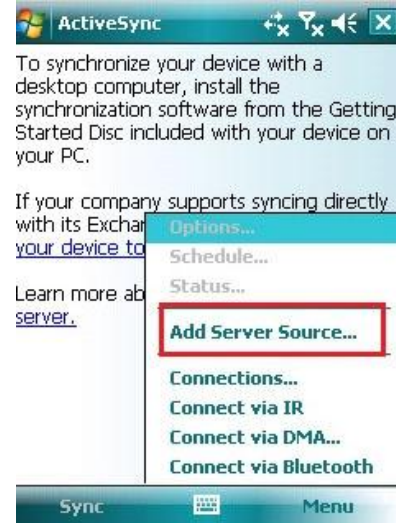 ActiveSync
To synchronize your device with a
desktop computer, install the
synchronization software from the Getting
Started Disc included with your device on
your PC.
If your company supports syncing directly
with its Exchan
your device to
Learn more ab
server.
Options...
Schedule...
Status...
Add Server Source...
Connections...
Connect via IR
Connect via DMA...
Connect via Bluetooth
Sync
Menu